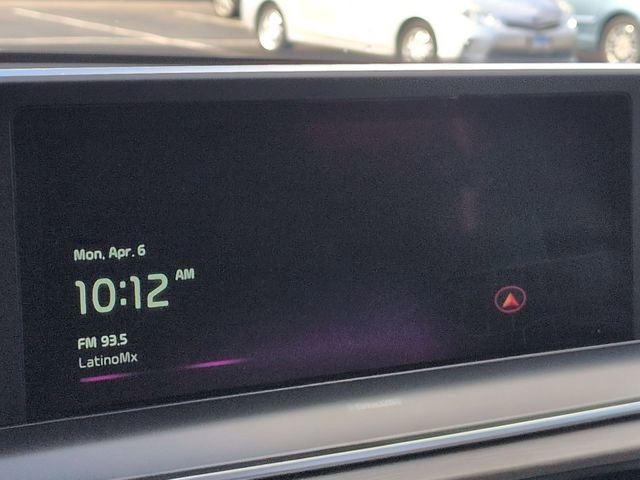 Mon, Apr. 6
10:12 AM
FM 93.5
LatinoMx